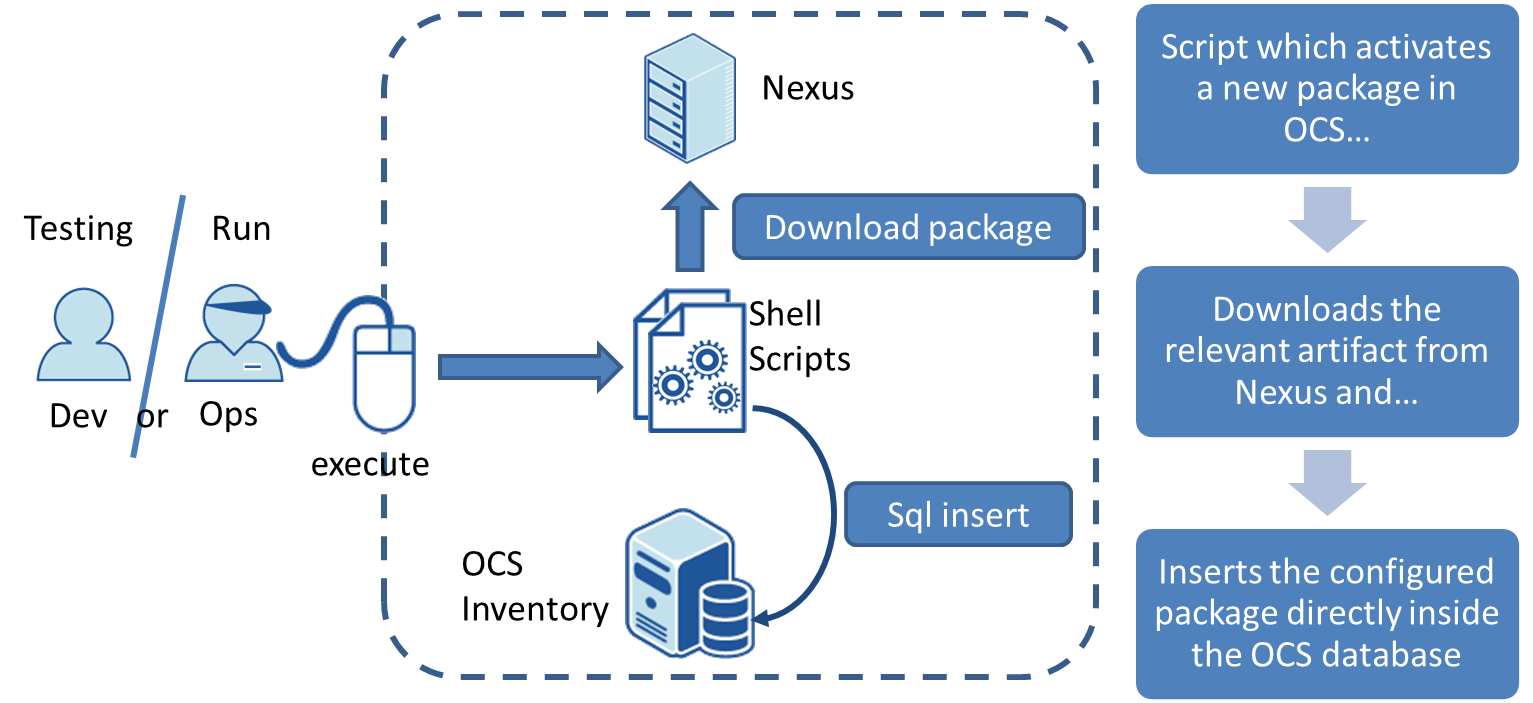 Nexus
Testing
Run
Download package
Shell
Scripts
Dev or Ops
execute
Sql insert
OCS
Inventory
Script which activates
a new package in
OCS...
Downloads the
relevant artifact from
Nexus and...
Inserts the configured
package directly inside
the OCS database